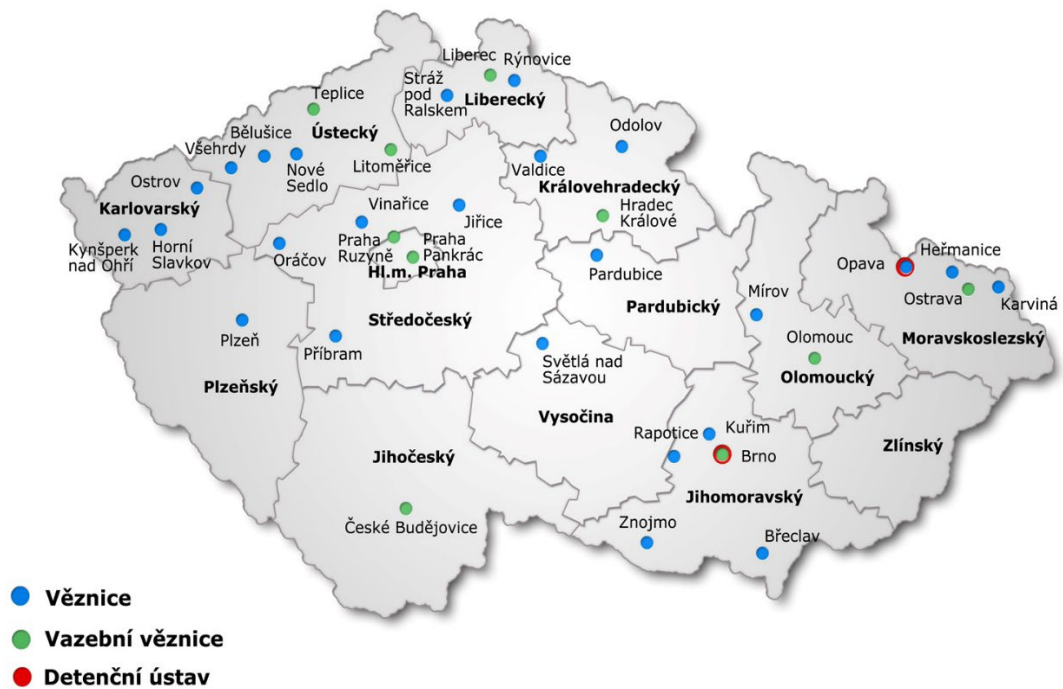 Liberec
Rýnovice
Stráž
pod
Ralskem
Liberecký
Teplice
Ústecký
Bělušice
Všehrdy
Nové
Sedlo
Litoměřice
Odolov
Valdice
Královehradecký
Hradec
Králové
Ostrov
Karlovarský
Kynšperk
nad Ohří
Horní
Slavkov
Vinařice
Jiřice
Oráčov
Praha
Ruzyně
Praha
Pankrác
Hl.m. Praha
Středočeský
Příbram
Plzeň
Plzeňský
Pardubice
Pardubický
Opava
Heřmanice
Ostrava
Karviná
Moravskoslezský
Mírov
Olomouc
Olomoucký
Světlá nad
Sázavou
Vysočina
Zlínský
Rapotice
Kuřim
Brno
Jihomoravský
Znojmo
Břeclav
Jihočeský
České Budějovice
Věznice
Vazební věznice
Detenční ústav